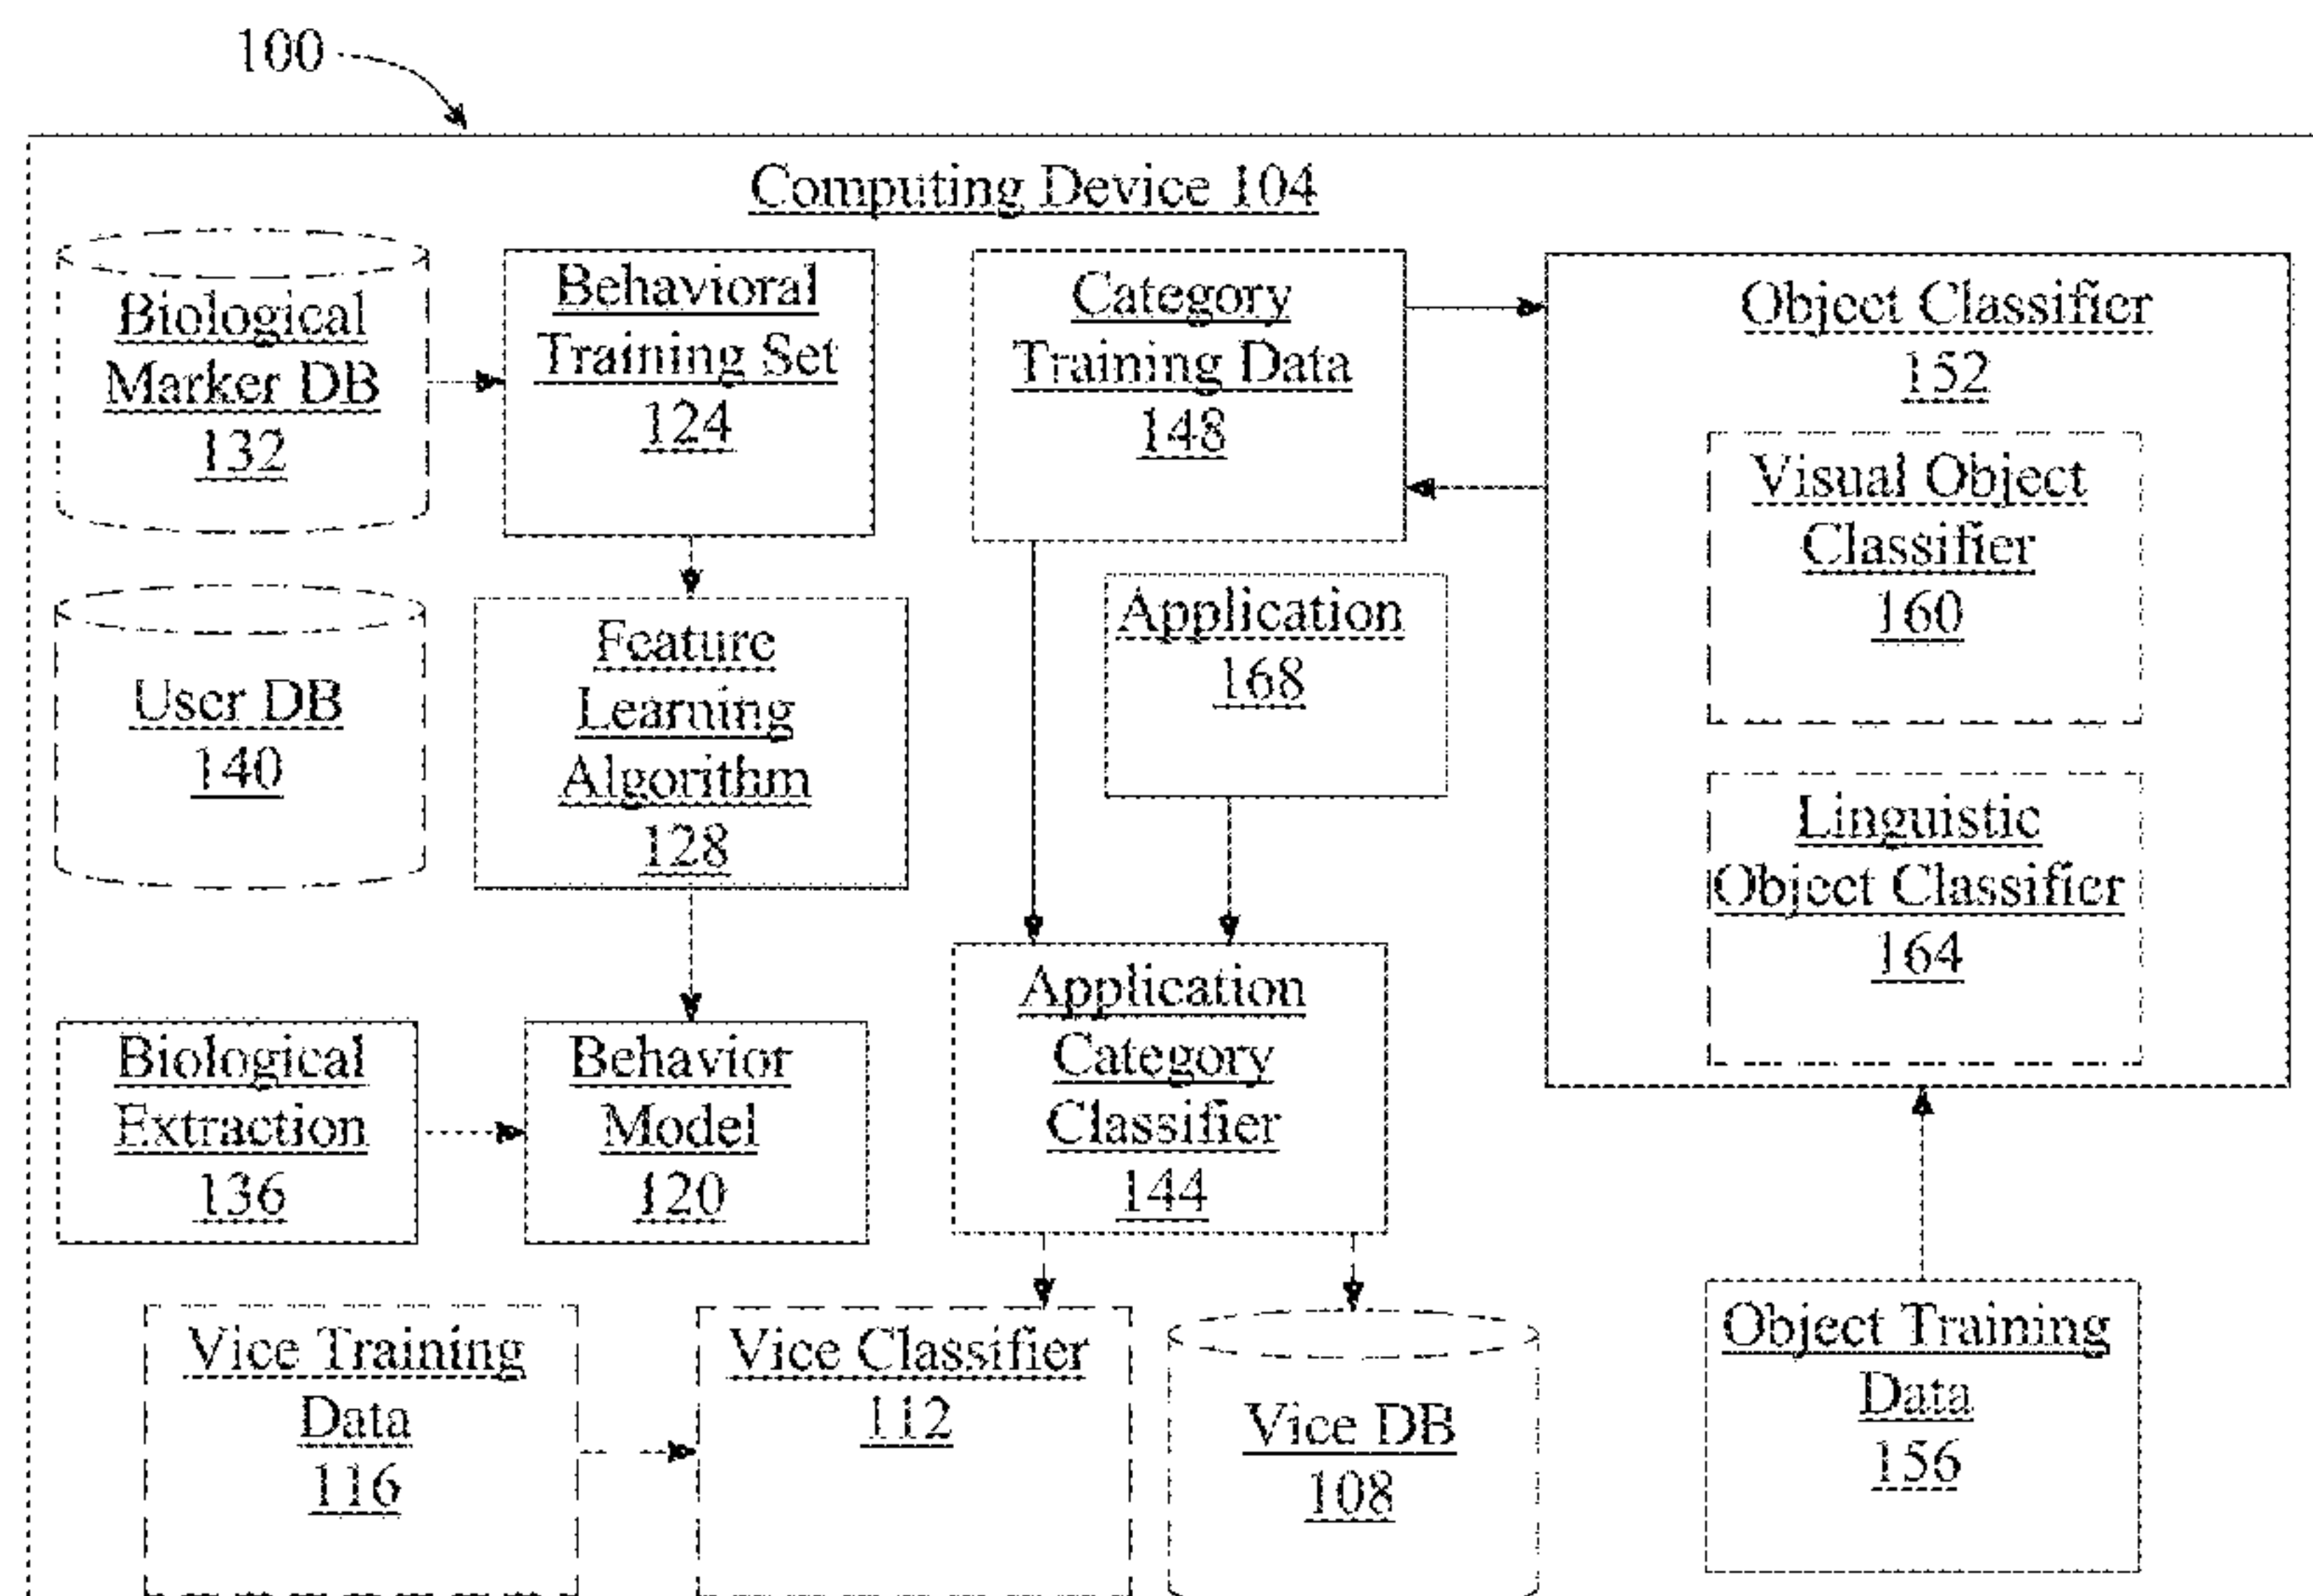 100
Computing Device 104
Biological
Marker DB
132
Behavioral
Training Set
124
Category
Training Data
148
Object Classifier
152
Visual Object
Classifier
160
Linguistic
Object Classifier
164
User DB
140
Feature
Learning
Algorithm
128
Application
168
Biological
Extraction
136
Behavior
Model
120
Application
Category
Classifier
144
Vice Training
Data
116
Vice Classifier
112
Vice DB
108
Object Training
Data
156